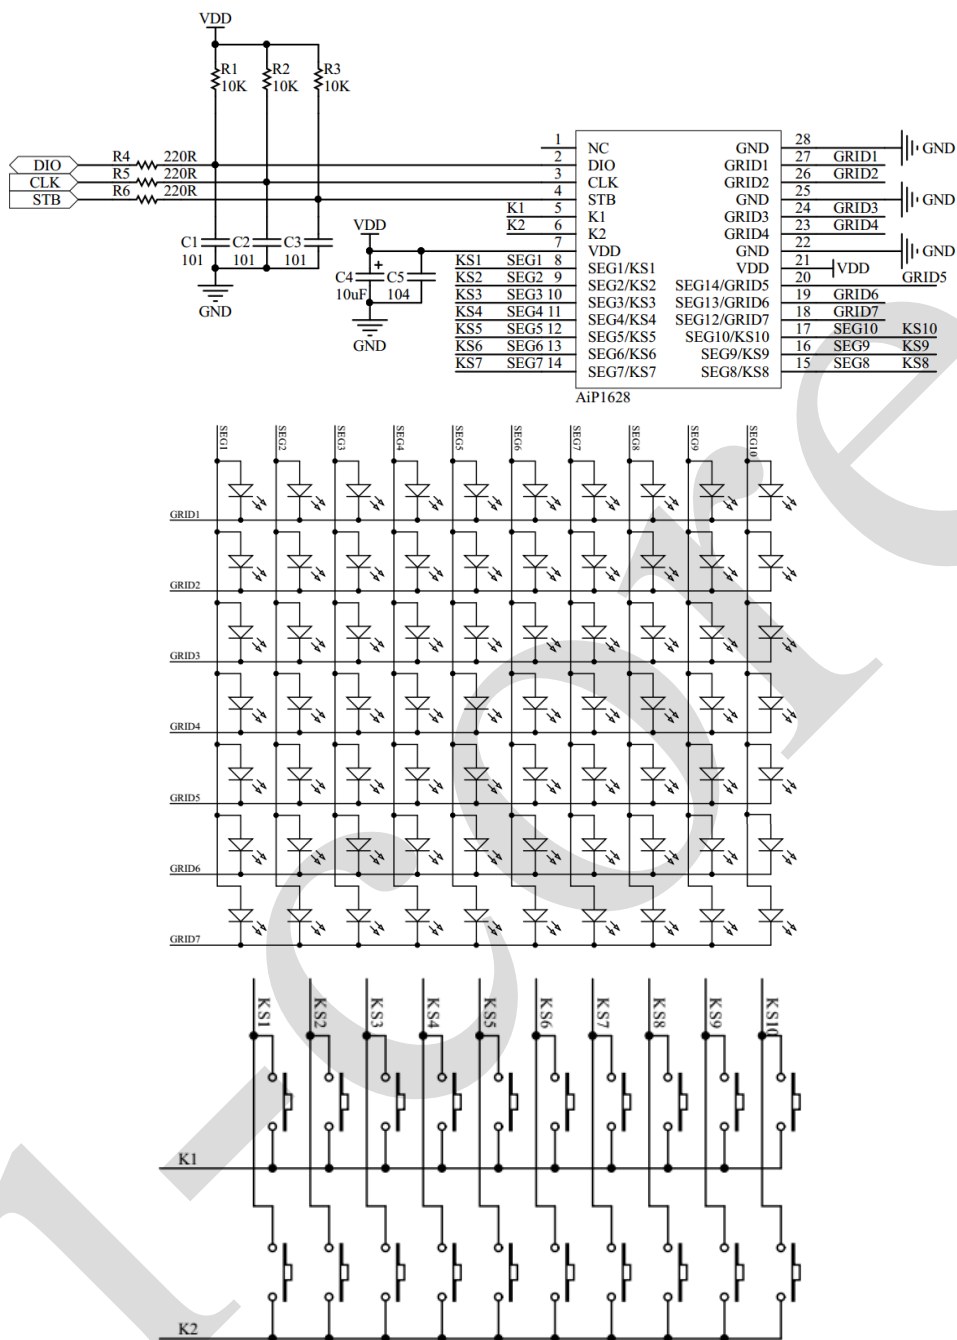 VDD
R1 R2 R3
10K 10K 10K
DIO R4 220R
CLK R5 220R
STB R6 220R
C1 C2 C3
101 101 101
GND
VDD
C4 + C5
10uF 104
GND
K1
K2
KS1 SEG1
KS2 SEG2
KS3 SEG3
KS4 SEG4
KS5 SEG5
KS6 SEG6
KS7 SEG7
1 NC GND 28 GND
2 DIO GRID1 27 GRID1
3 CLK GRID2 26 GRID2
4 STB GND 25 GND
5 K1 GRID3 24 GRID3
6 K2 GRID4 23 GRID4
7 VDD GND 22 GND
8 SEG1/KS1 VDD 21 VDD
9 SEG2/KS2 SEG14/GRID5 20 GRID5
10 SEG3/KS3 SEG13/GRID6 19 GRID6
11 SEG4/KS4 SEG12/GRID7 18 GRID7
12 SEG5/KS5 SEG10/KS10 17 SEG10 KS10
13 SEG6/KS6 SEG9/KS9 16 SEG9 KS9
14 SEG7/KS7 SEG8/KS8 15 SEG8 KS8
AiP1628
SEG1 SEG2 SEG3 SEG4 SEG5 SEG6 SEG7 SEG8 SEG9 SEG10
GRID1
GRID2
GRID3
GRID4
GRID5
GRID6
GRID7
KS1 KS2 KS3 KS4 KS5 KS6 KS7 KS8 KS9 KS10
K1
K2